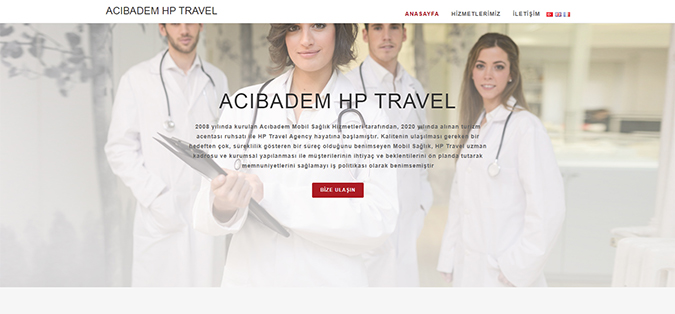 ACIBADEM HP TRAVEL
ANASAYFA HİZMETLERİMİZ İLETİŞİM
ACIBADEM HP TRAVEL
2008 yılında kurulan Acıbadem Mobil Sağlık Hizmetleri tarafından, 2020 yılında alınan turizm
acentası ruhsatı ile HP Travel Agency hayatına başlamıştır. Kalitenin ulaşılması gereken bir
hedeften çok, süreklilik gösteren bir süreç olduğunu benimseyen Mobil Sağlık, HP Travel uzman
kadrosu ve kurumsal yapılanması ile müşterilerinin ihtiyaç ve beklentilerini ön planda tutarak
memnuniyetlerini sağlamayı iş politikası olarak benimsemiştir
BİZE ULAŞIN